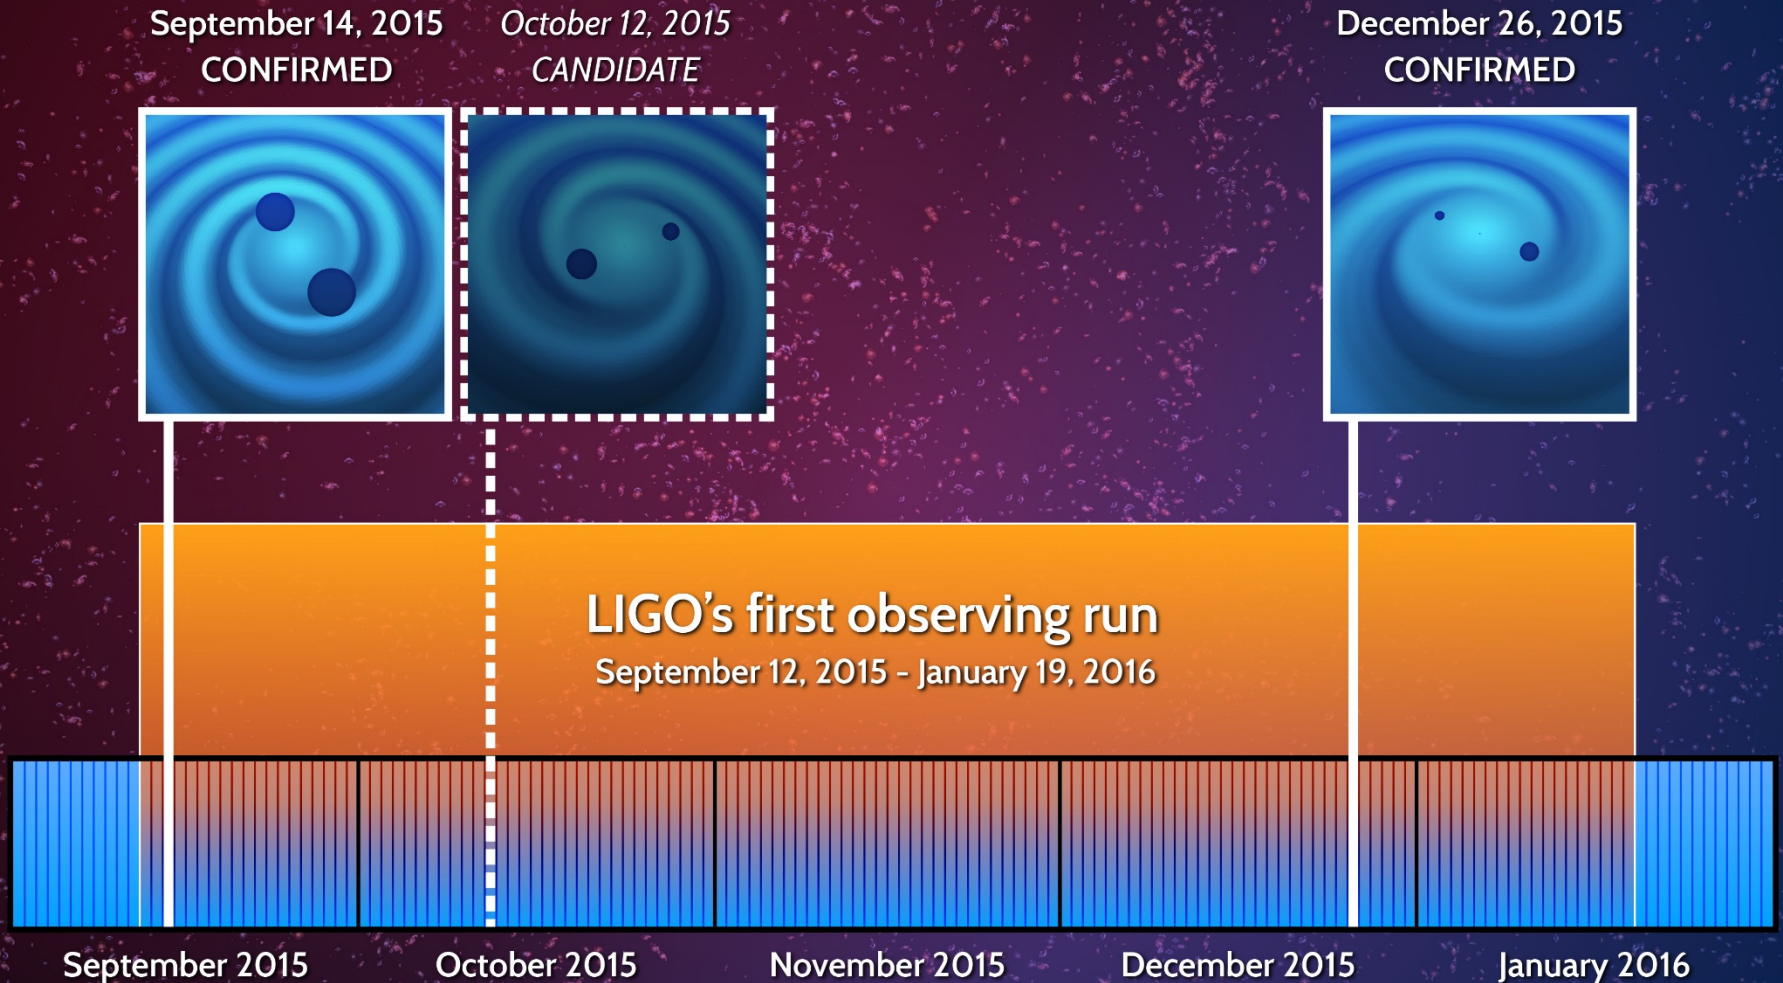 September 14, 2015
CONFIRMED
October 12, 2015
CANDIDATE
December 26, 2015
CONFIRMED
LIGO’s first observing run
September 12, 2015 - January 19, 2016
September 2015
October 2015
November 2015
December 2015
January 2016